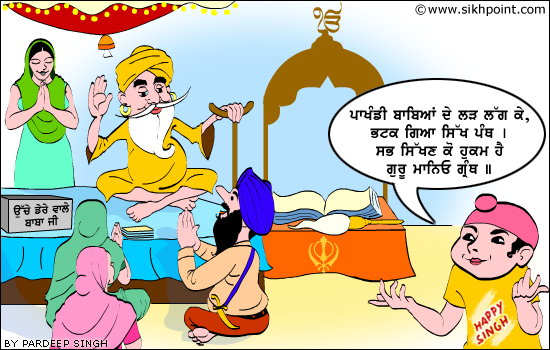 ©www.sikhpoint.com
ੴ
ਪਾਖੰਡੀ ਬਾਬਿਆਂ ਦੇ ਲੜ ਲੱਗ ਕੇ,
ਭਟਕ ਗਿਆ ਸਿੱਖ ਪੰਥ ।
ਸਭ ਸਿੱਖਣ ਕੋ ਹੁਕਮ ਹੈ
ਗੁਰੂ ਮਾਨਿਓ ਗ੍ਰੰਥ ॥
ਉੱਚੇ ਡੇਰੇ ਵਾਲੇ
ਬਾਬਾ ਜੀ
HAPPY
SINGH
BY PARDEEP SINGH